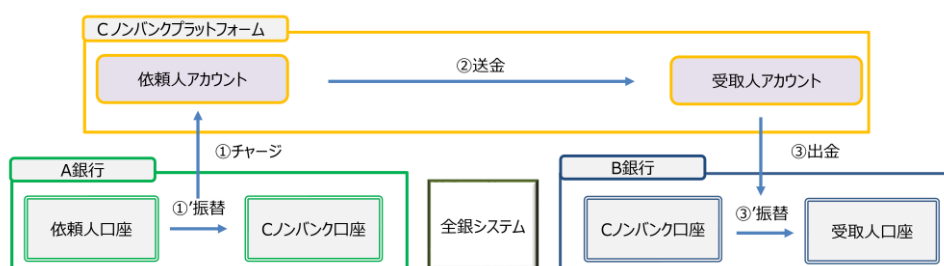 Cノンバンクプラットフォーム
依頼人アカウント
②送金
受取人アカウント
①チャージ
③出金
A銀行
B銀行
依頼人口座
①’振替
Cノンバンク口座
全銀システム
Cノンバンク口座
③’振替
受取人口座